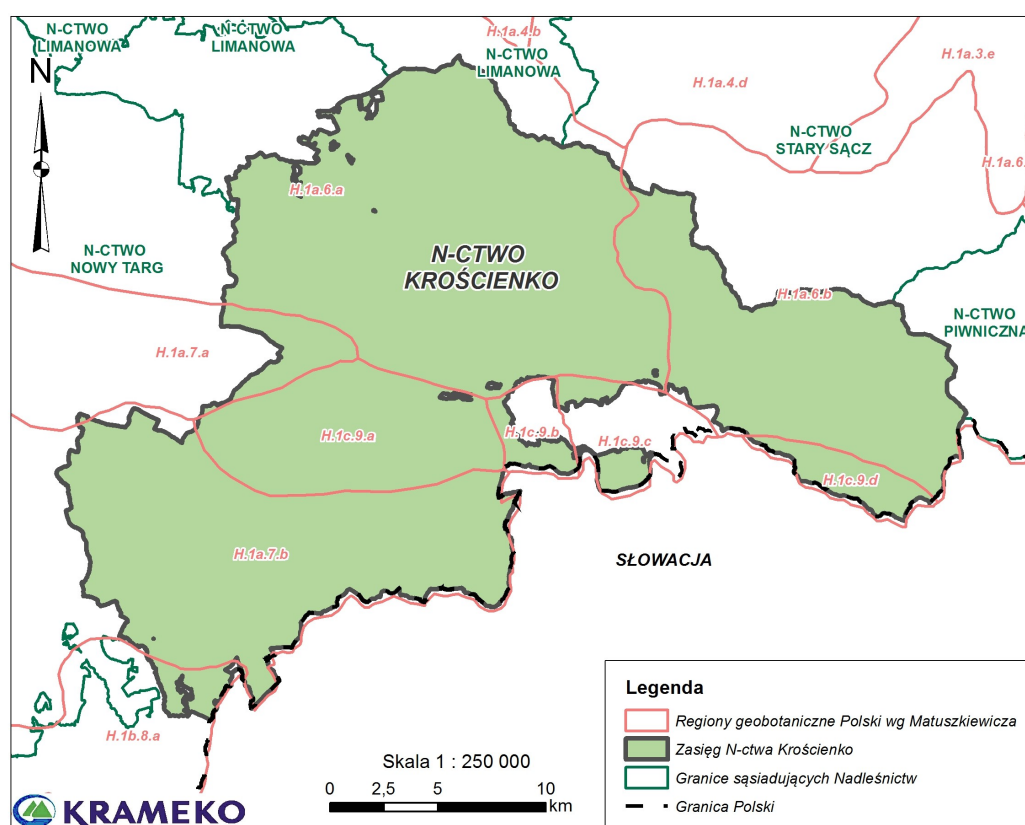 N-CTWO
LIMANOWA
N-CTWO
LIMANOWA
H.1a.4.b
N-CTWO
LIMANOWA
H.1a.4.d
H.1a.3.e
N
N-CTWO
STARY SĄCZ
H.1a.6.
H.1a.6.a
N-CTWO
NOWY TARG
N-CTWO
KROŚCIENKO
H.1a.6.b
N-CTWO
PIWNICZNA
H.1a.7.a
H.1c.9.a
H.1c.9.b
H.1c.9.c
H.1c.9.d
H.1a.7.b
SŁOWACJA
H.1b.8.a
Legenda
Regiony geobotaniczne Polski wg Matuszkiewicza
Zasięg N-ctwa Krościenko
Granice sąsiadujących Nadleśnictw
Granica Polski
Skala 1 : 250 000
0 2,5 5 10
km
KRAMEKO